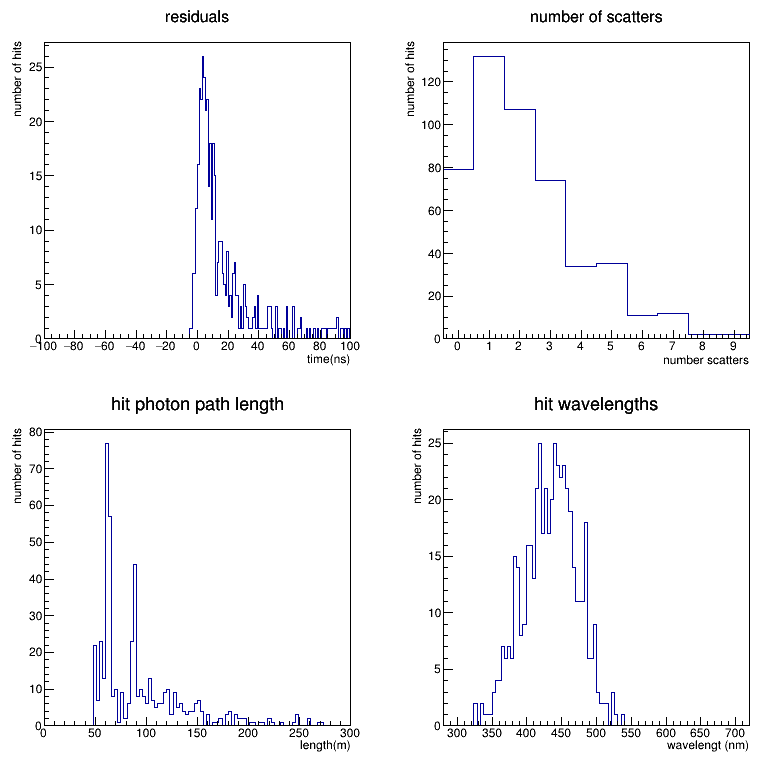 residuals
number of hits
25
20
15
10
5
0
−100 −80 −60 −40 −20 0 20 40 60 80 100
time(ns)
number of scatters
number of hits
120
100
80
60
40
20
0
0 1 2 3 4 5 6 7 8 9
number scatters
hit photon path length
number of hits
80
70
60
50
40
30
20
10
0
0 50 100 150 200 250 300
length(m)
hit wavelengths
number of hits
25
20
15
10
5
0
300 350 400 450 500 550 600 650 700
wavelengt (nm)